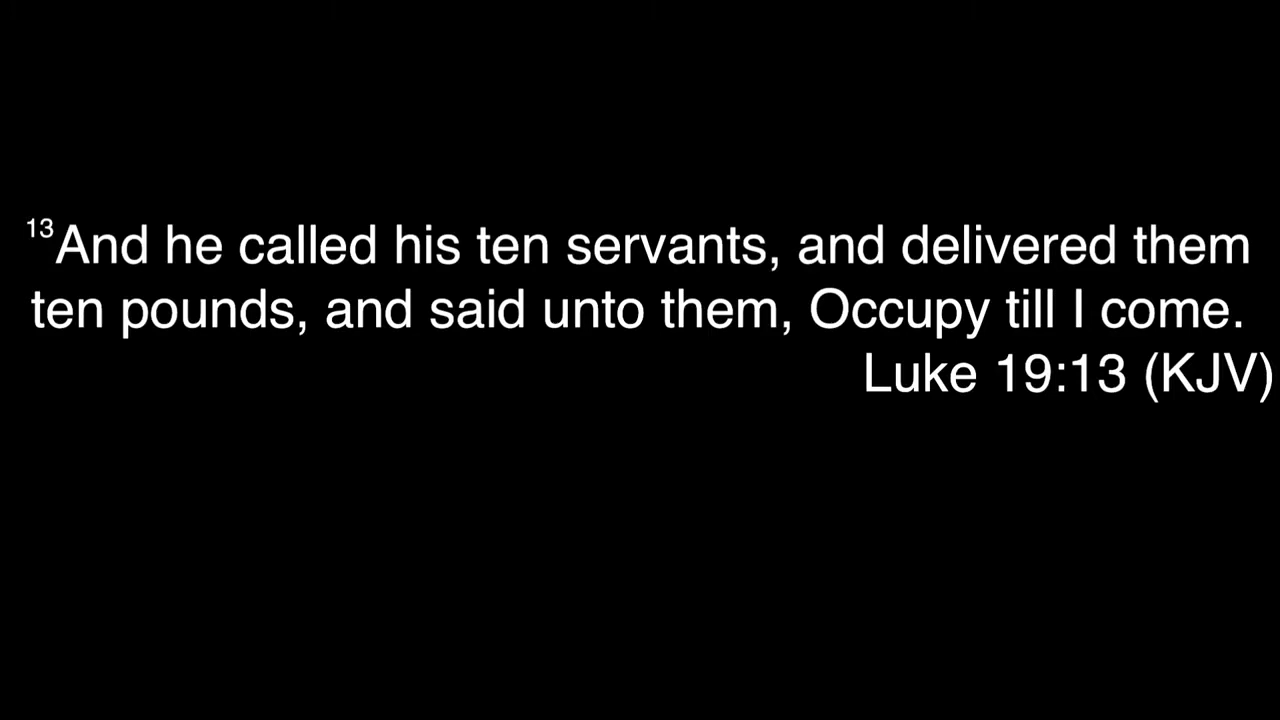 13And he called his ten servants, and delivered them
ten pounds, and said unto them, Occupy till I come.
Luke 19:13 (KJV)